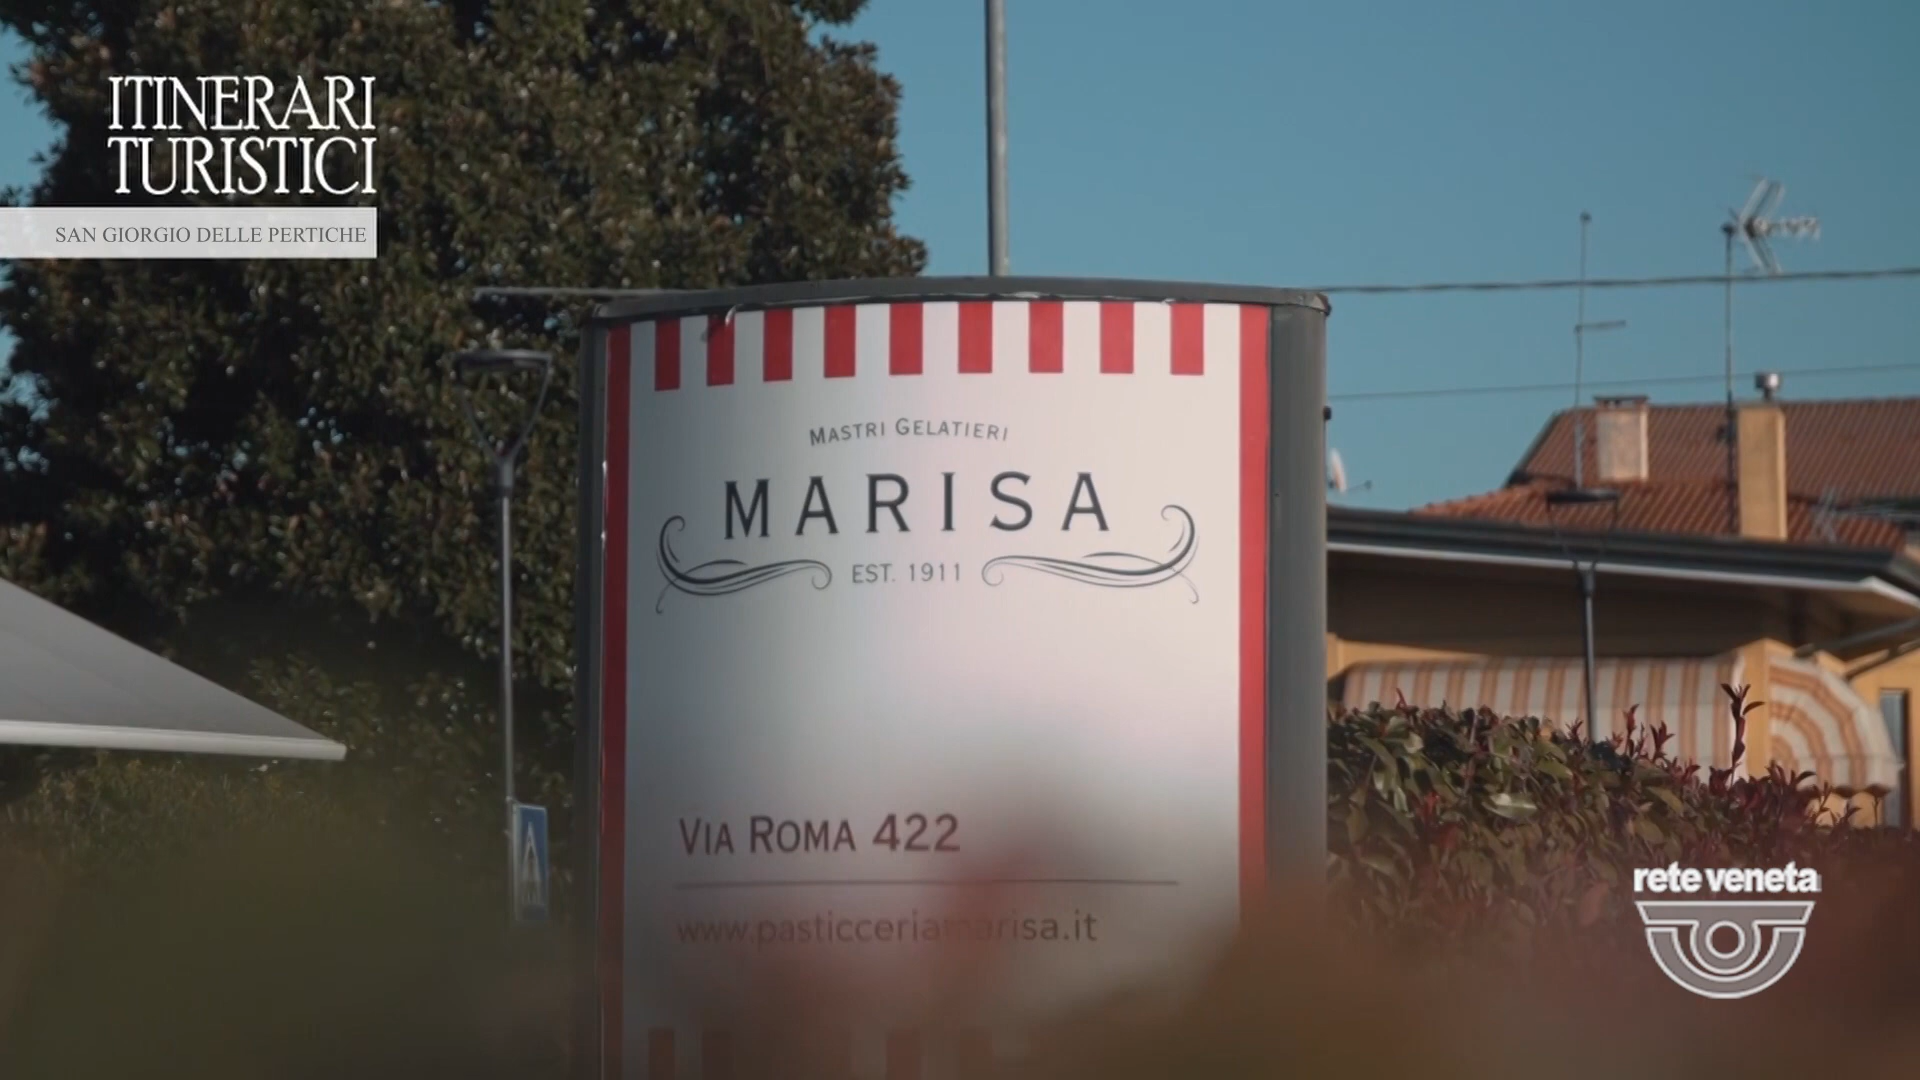 ITINERARI
TURISTICI
SAN GIORGIO DELLE PERTICHE
MASTRI GELATIERI
MARISA
EST. 1911
VIA ROMA 422
www.pasticceriamarisa.it
rete veneta